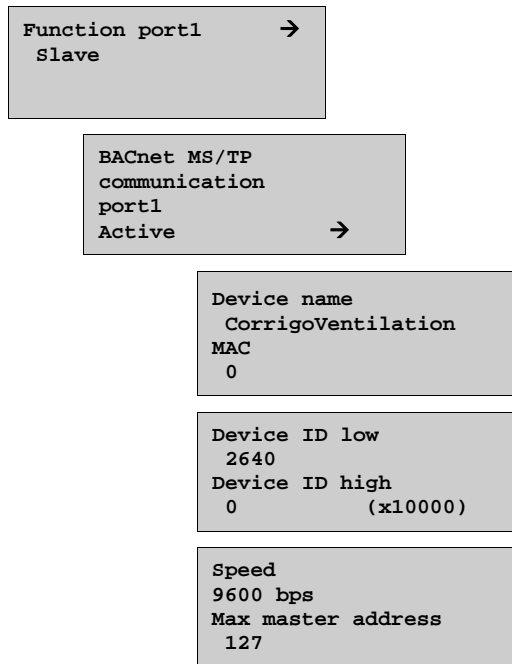 Function port1 →
Slave
BACnet MS/TP
communication
port1
Active →
Device name
CorrigoVentilation
MAC
0
Device ID low
2640
Device ID high
0 (x10000)
Speed
9600 bps
Max master address
127